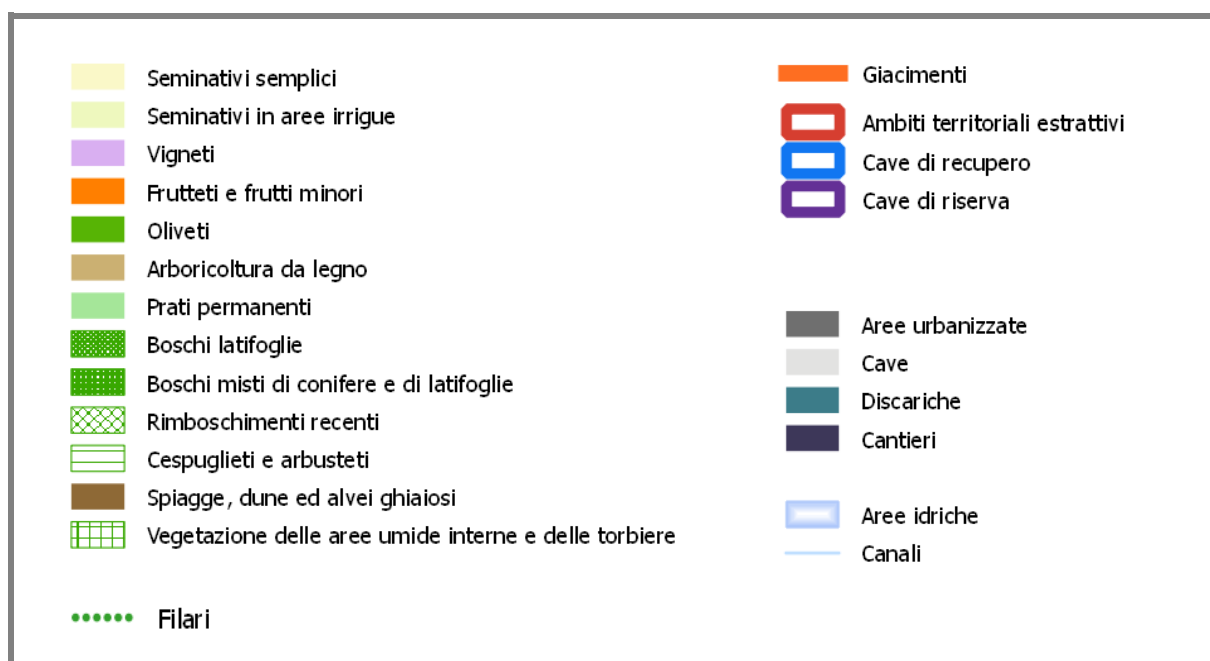 Seminativi semplici
Seminativi in aree irrigue
Vigneti
Frutteti e frutti minori
Oliveti
Arboricoltura da legno
Prati permanenti
Boschi latifoglie
Boschi misti di conifere e di latifoglie
Rimboschimenti recenti
Cespuglieti e arbusteti
Spiagge, dune ed alvei ghiaiosi
Vegetazione delle aree umide interne e delle torbiere
Filari
Giacimenti
Ambiti territoriali estrattivi
Cave di recupero
Cave di riserva
Aree urbanizzate
Cave
Discariche
Cantieri
Aree idriche
Canali